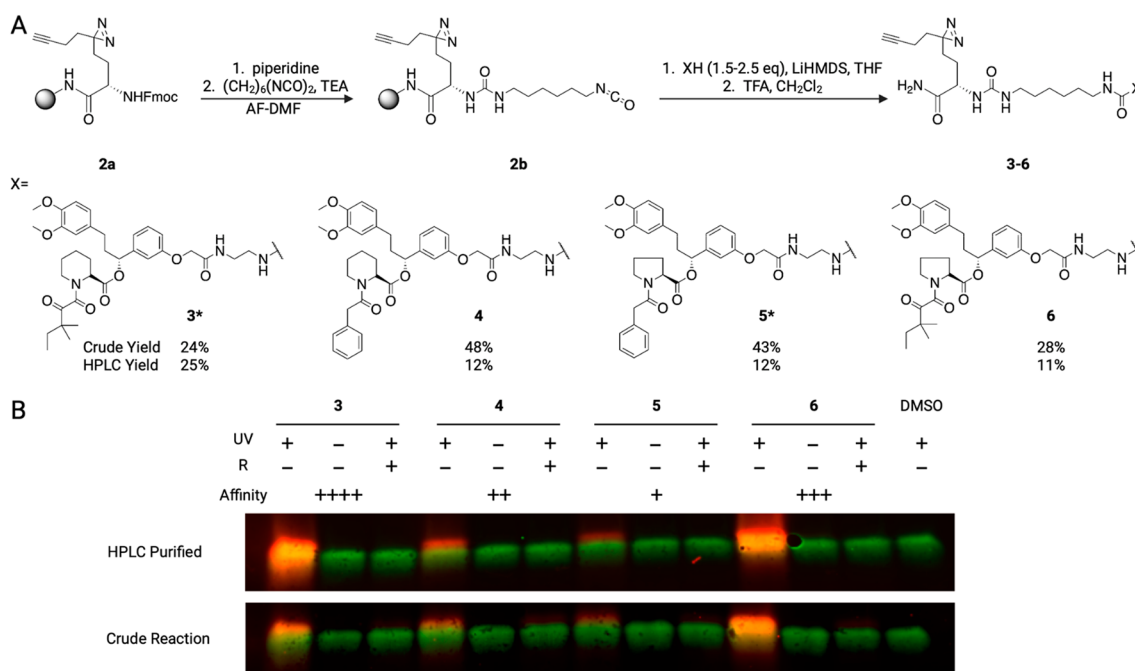 A
N
N
H
N
NHFmoc
O
1. piperidine
2. (CH2)6(NCO)2, TEA
AF-DMF
N
N
H
N
O
N
H
O
N
H
N
C
O
1. XH (1.5-2.5 eq), LiHMDS, THF
2. TFA, CH2Cl2
N
N
H2N
O
N
H
O
N
H
H
N
O
X
2a 2b 3-6
X=
3* 4 5* 6
Crude Yield 24% 48% 43% 28%
HPLC Yield 25% 12% 12% 11%
B
3 4 5 6 DMSO
UV + – + + – + + – + + – + +
R – – + – – + – – + – – + –
Affinity ++++ ++ + +++
HPLC Purified
Crude Reaction